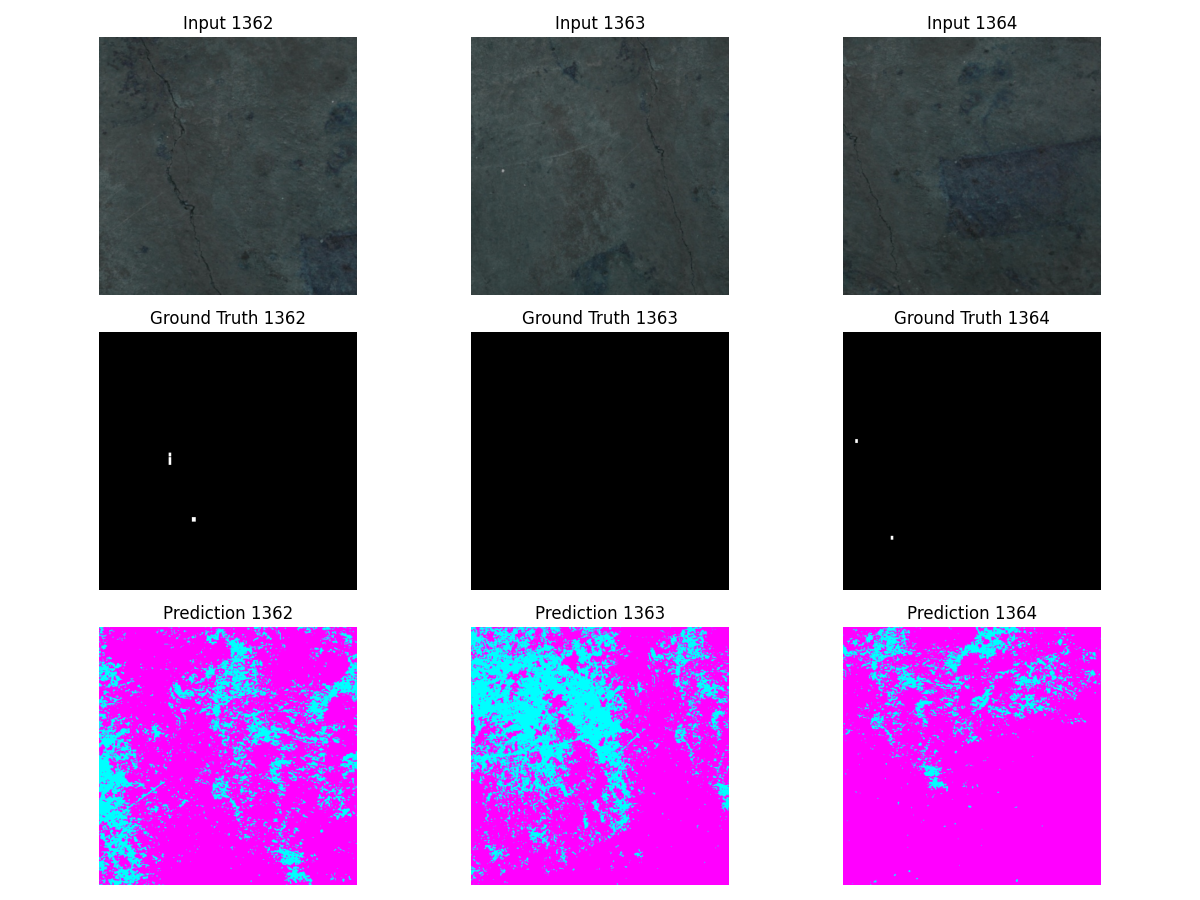 Input 1362
Input 1363
Input 1364
Ground Truth 1362
Ground Truth 1363
Ground Truth 1364
Prediction 1362
Prediction 1363
Prediction 1364